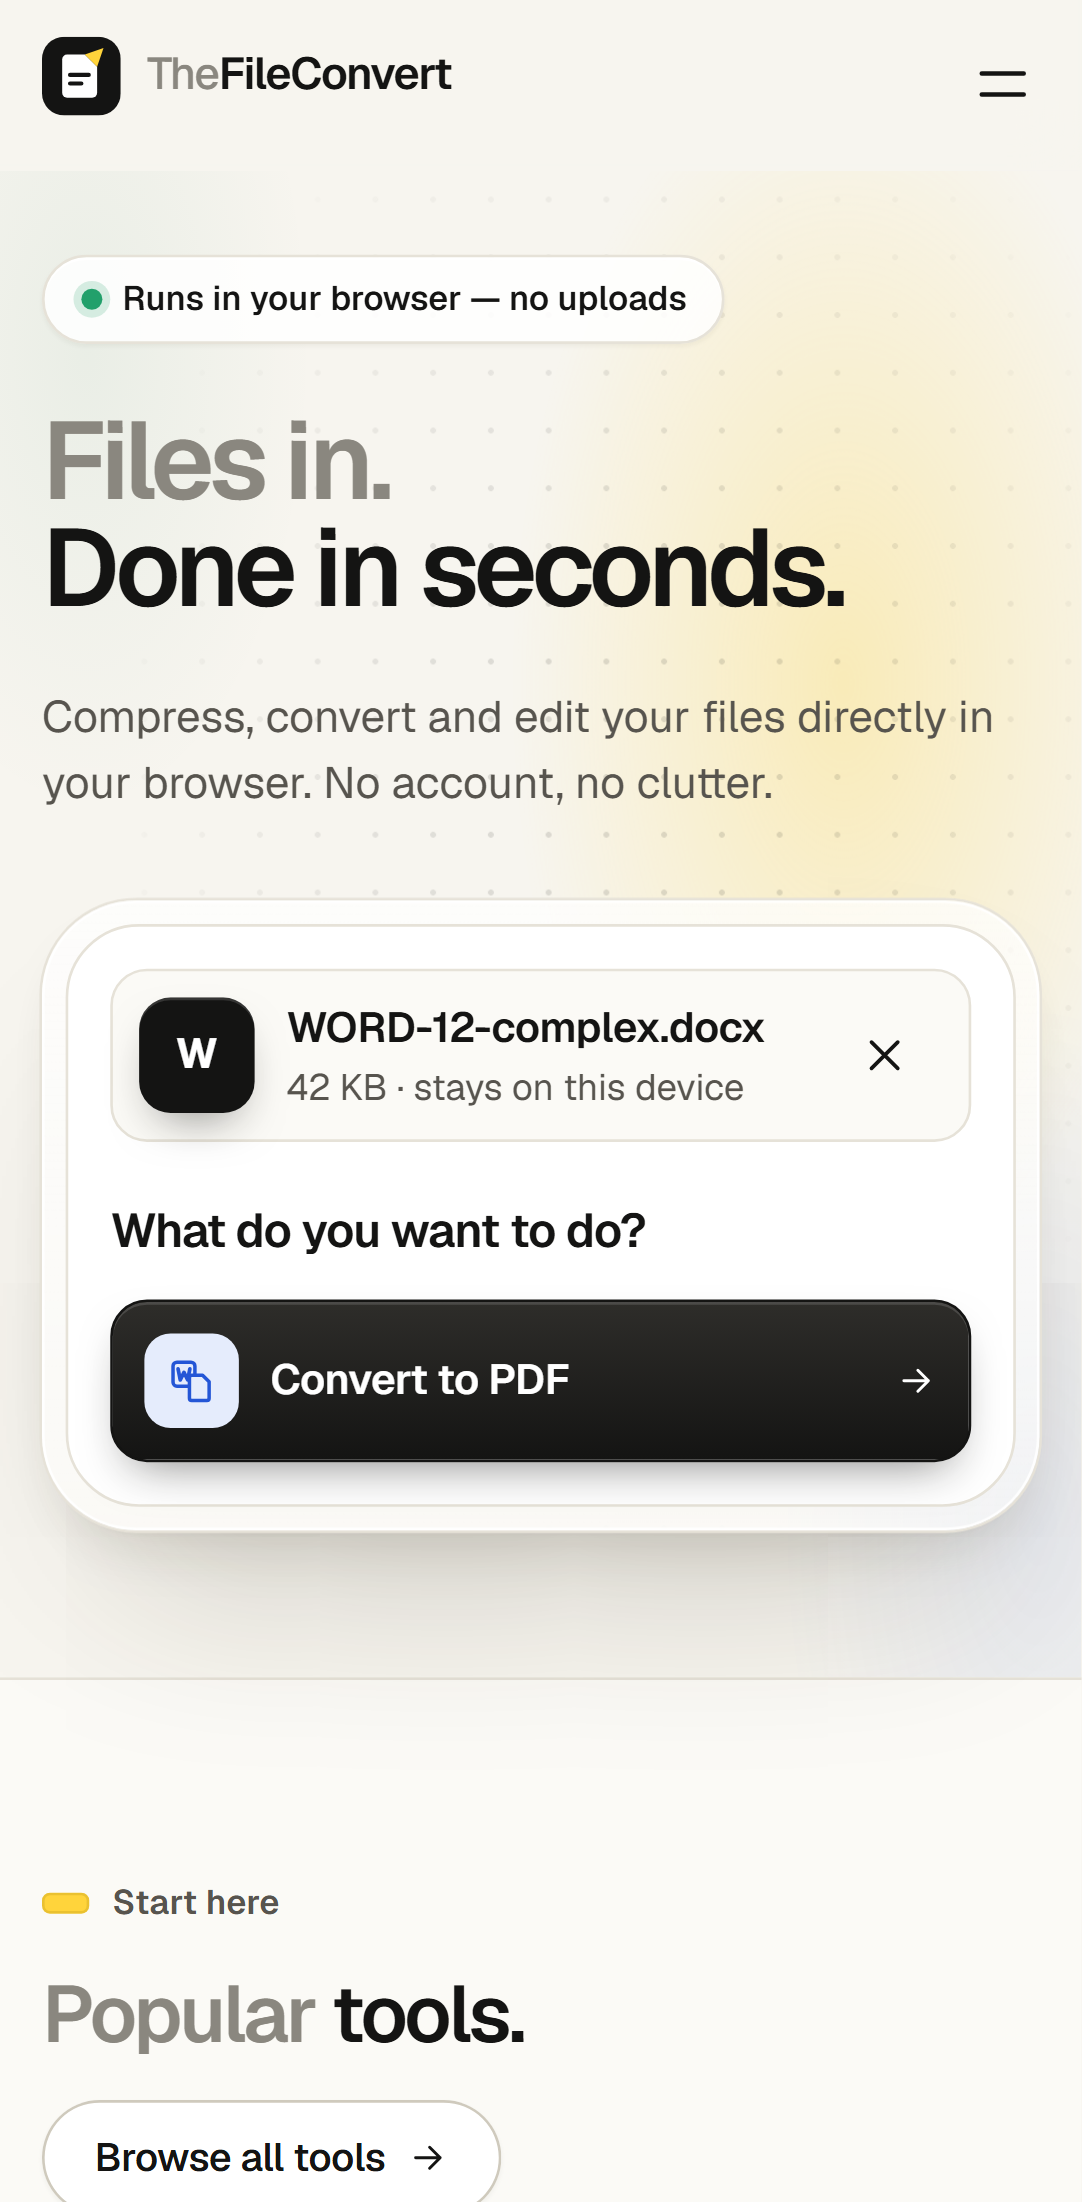 TheFileConvert
Runs in your browser — no uploads
Files in.
Done in seconds.
Compress, convert and edit your files directly in
your browser. No account, no clutter.
W
WORD-12-complex.docx
42 KB · stays on this device
What do you want to do?
W
Convert to PDF
Start here
Popular tools.
Browse all tools